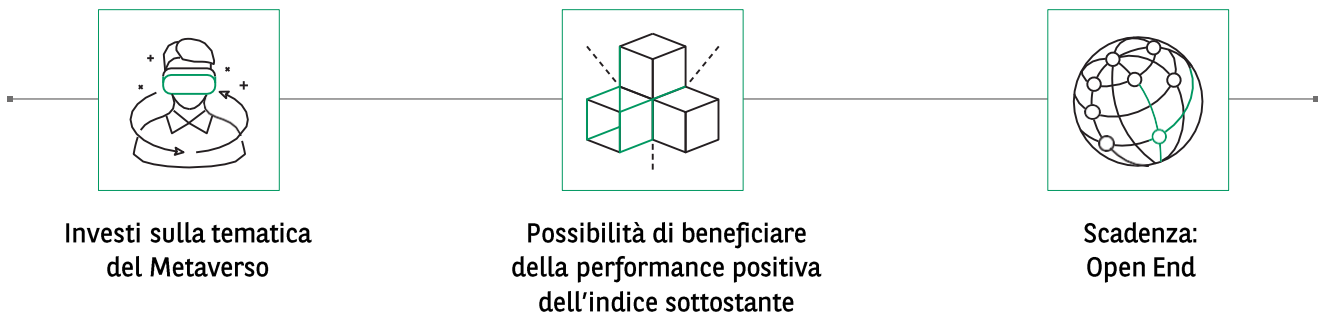 Investi sulla tematica
del Metaverso
Possibilità di beneficiare
della performance positiva
dell'indice sottostante
Scadenza:
Open End